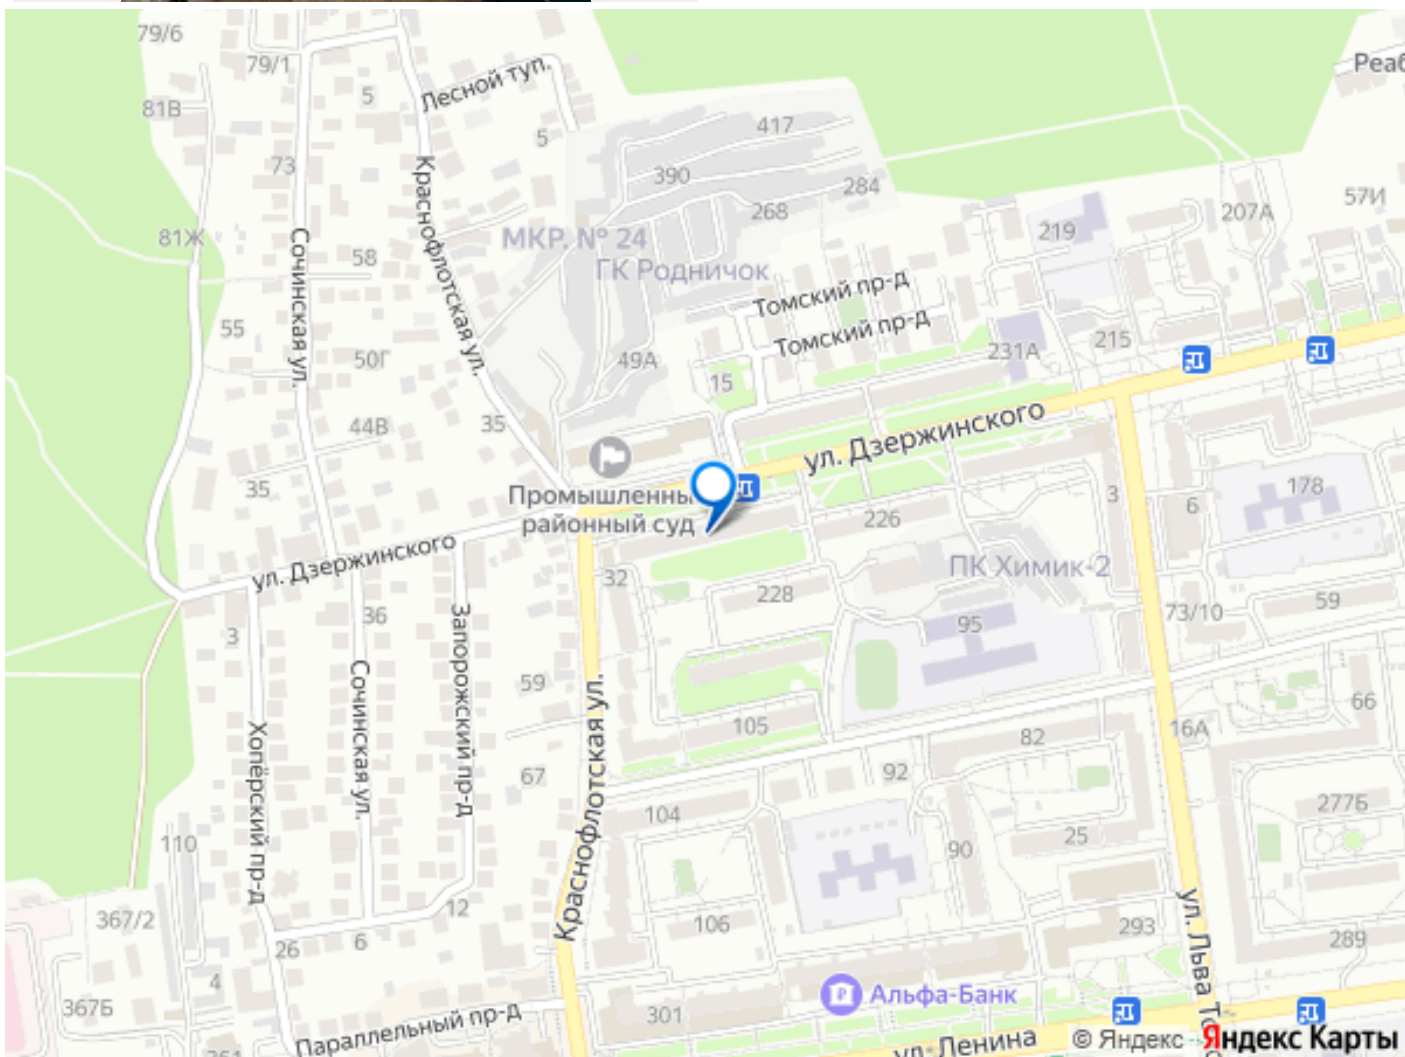 79/6
79/1
81В
5
Лесной туп.
5
417
Реаб
73
390
284
268
57И
207А
219
Краснофлотская ул.
81Ж
Сочинская ул.
58
МКР. № 24
ГК Родничок
Томский пр-д
Томский пр-д
55
50Г
49А
15
231А
215
44В
35
ул. Дзержинского
35
Промышленны
районный суд
178
3
6
226
ул. Дзержинского
ПК Химик-2
32
228
36
3
Запорожский пр-д
95
73/10
59
Сочинская ул.
59
66
Хопёрский пр-д
Краснофлотская ул.
105
82
16А
67
92
104
277Б
110
25
90
367/2
12
106
293
ул. Льва То
289
26
6
4
Альфа-Банк
367Б
Параллельный пр-д
301
361
ул. Ленина
© Яндекс
Яндекс Карты